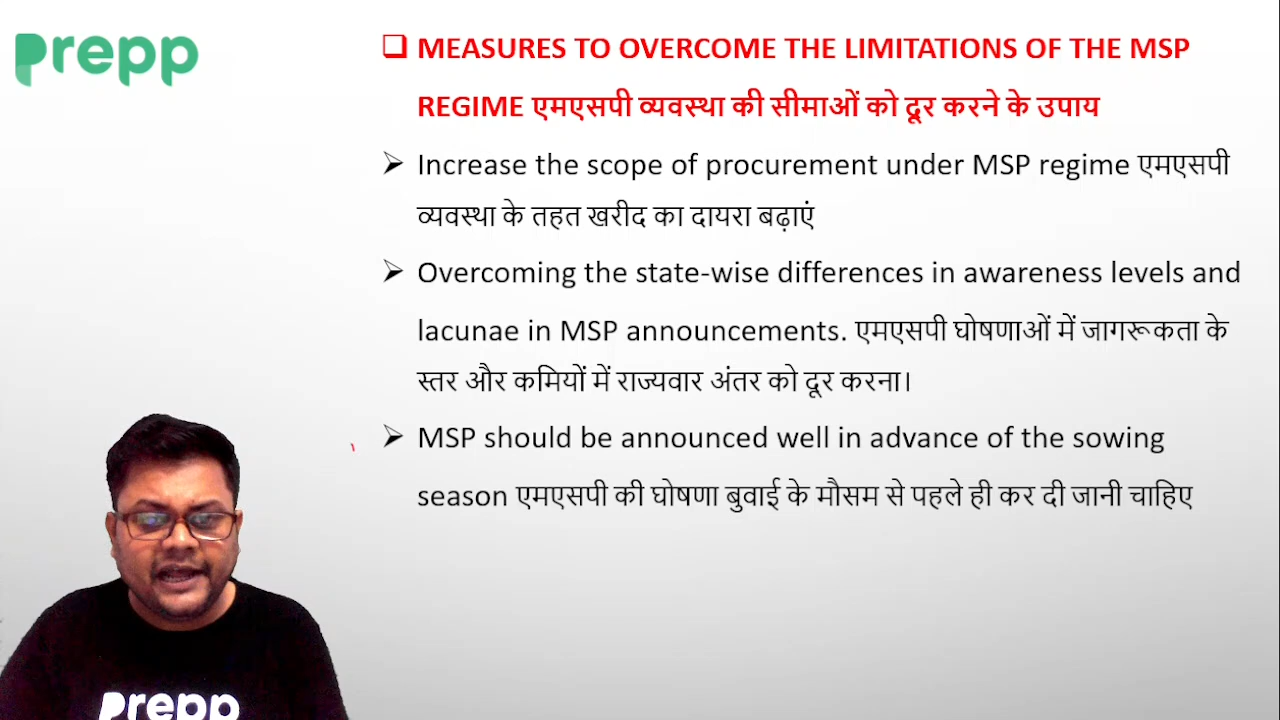 prepp
MEASURES TO OVERCOME THE LIMITATIONS OF THE MSP
REGIME एमएसपी व्यवस्था की सीमाओं को दूर करने के उपाय
Increase the scope of procurement under MSP regime एमएसपी
व्यवस्था के तहत खरीद का दायरा बढ़ाएं
Overcoming the state-wise differences in awareness levels and
lacunae in MSP announcements. एमएसपी घोषणाओं में जागरूकता के
स्तर और कमियों में राज्यवार अंतर को दूर करना।
MSP should be announced well in advance of the sowing
season एमएसपी की घोषणा बुवाई के मौसम से पहले ही कर दी जानी चाहिए
prepp